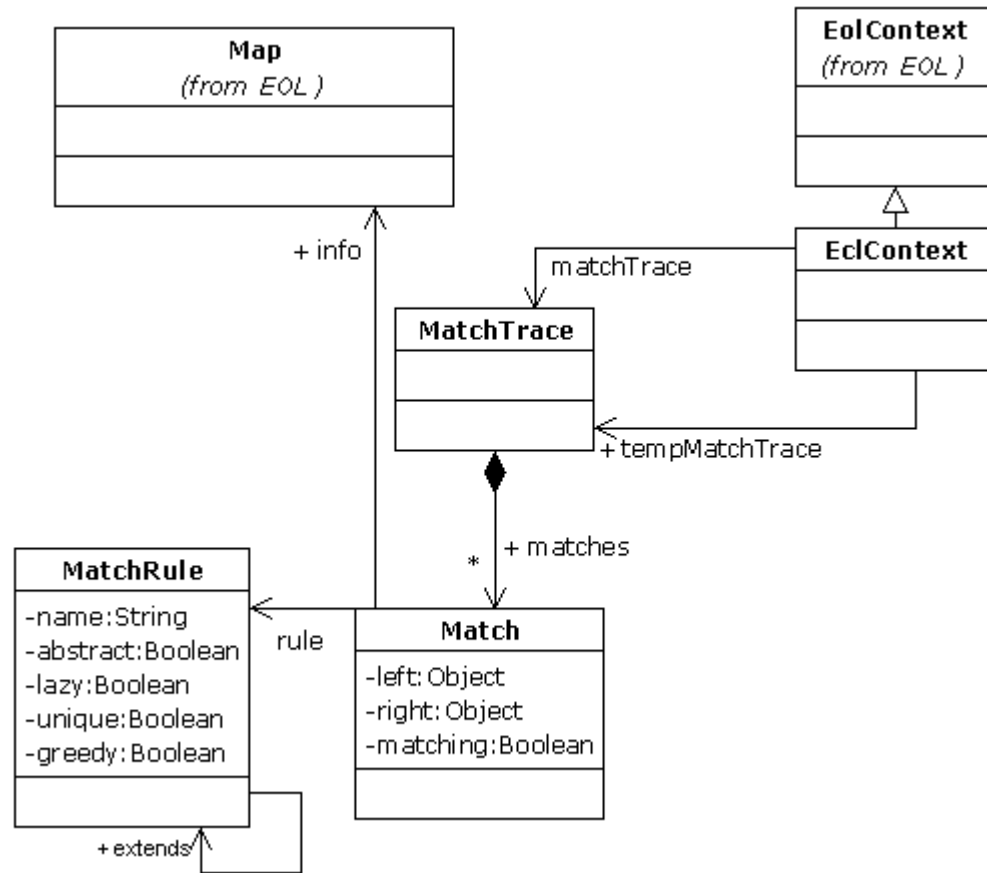 Map
(from EOL)
EolContext
(from EOL)
+ info
matchTrace
EclContext
MatchTrace
+ tempMatchTrace
+ matches
*
MatchRule
-name:String
-abstract:Boolean
-lazy:Boolean
-unique:Boolean
-greedy:Boolean
rule
Match
-left:Object
-right:Object
-matching:Boolean
+ extends